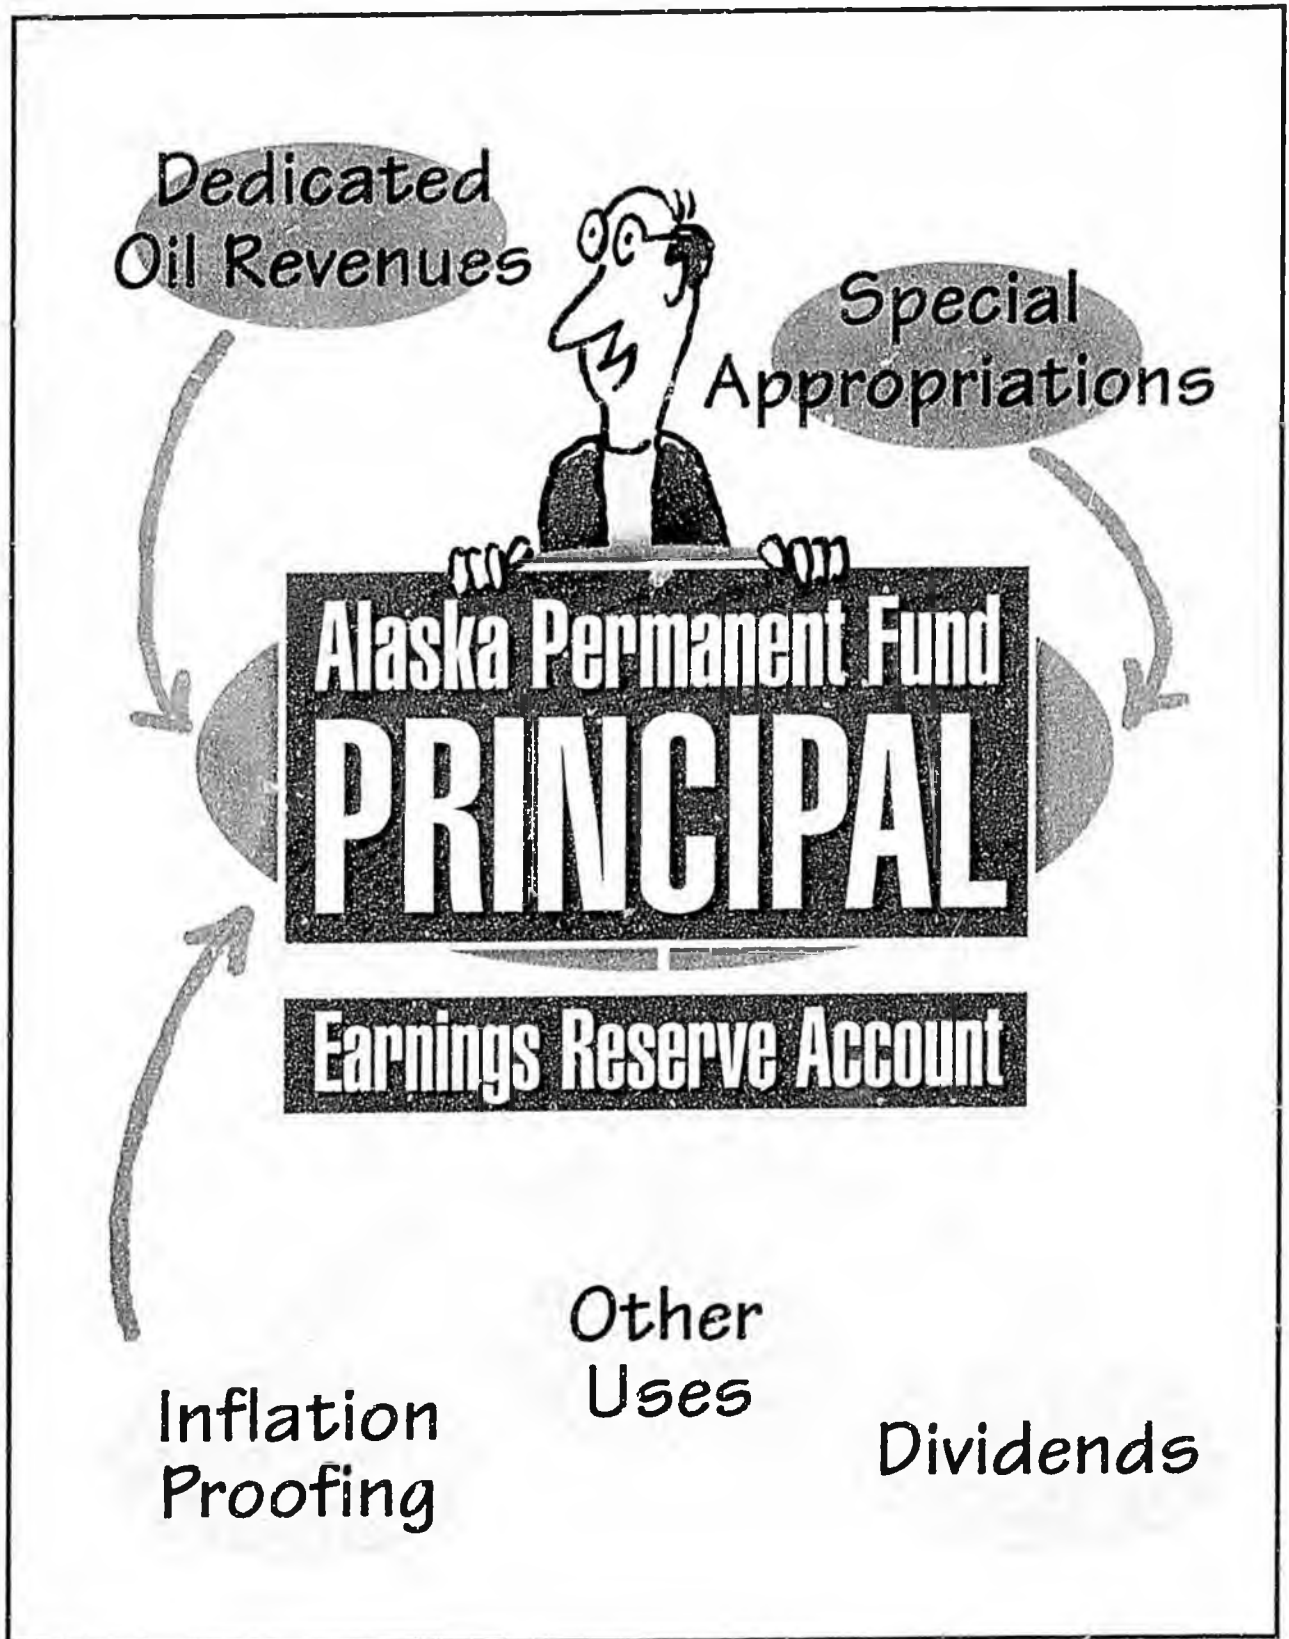 Dedicated
Oil Revenues
Special
Appropriations
Alaska Permanent Fund
PRINCIPAL
Earnings Reserve Account
Other
Uses
Inflation
Proofing
Dividends